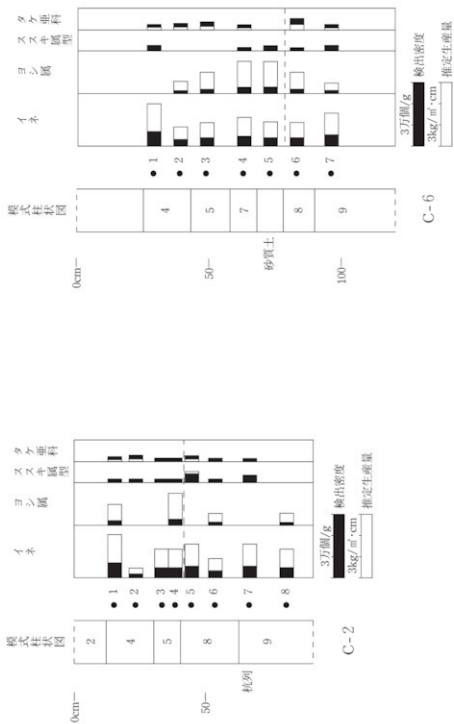 模式柱状図
イネ
ヨシ属
ススキ属型
タケ亜科
0cm
50
100
4
5
7
砂質土
8
9
1
2
3
4
5
6
7
3万個/g 検出密度
3kg/㎡·cm 推定生産量
C-6
模式柱状図
イネ
ヨシ属
ススキ属型
タケ亜科
0cm
50
杭列
2
4
5
8
9
1
2
3
4
5
6
7
8
3万個/g 検出密度
3kg/㎡·cm 推定生産量
C-2